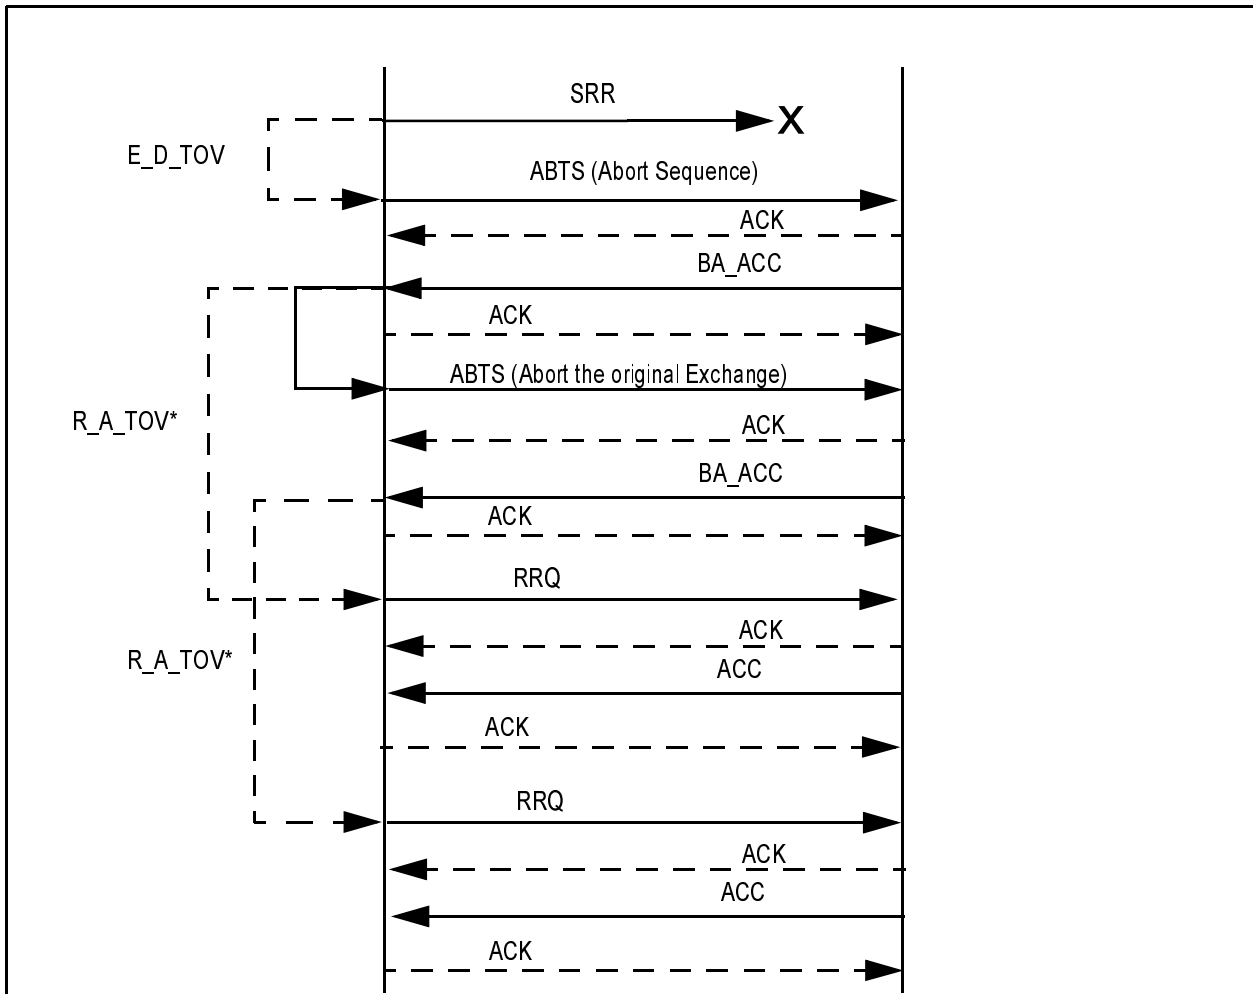 SRR
X
E_D_TOV
ABTS (Abort Sequence)
ACK
BA_ACC
ACK
ABTS (Abort the original Exchange)
R_A_TOV*
ACK
BA_ACC
ACK
RRQ
ACK
R_A_TOV*
ACC
ACK
RRQ
ACK
ACC
ACK